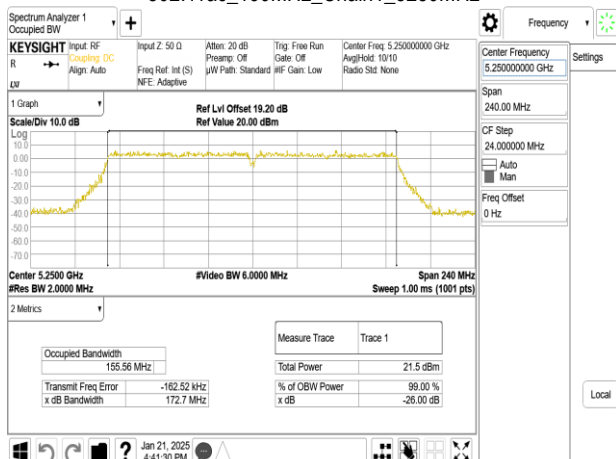 Spectrum Analyzer 1
Occupied BW
Frequency
KEYSIGHT
R
Input: RF
Coupling: DC
Align: Auto
Input Z: 50 Ω
Freq Ref: Int (S)
NFE: Adaptive
Atten: 20 dB
Preamp: Off
µW Path: Standard
Trig: Free Run
Gate: Off
#IF Gain: Low
Center Freq: 5.250000000 GHz
Avg|Hold: 10/10
Radio Std: None
Center Frequency
5.250000000 GHz
Settings
Span
240.00 MHz
CF Step
24.000000 MHz
Auto
Man
Freq Offset
0 Hz
Local
1 Graph
Scale/Div 10.0 dB
Ref Lvl Offset 19.20 dB
Ref Value 20.00 dBm
Log
10.0
0.00
-10.0
-20.0
-30.0
-40.0
-50.0
-60.0
-70.0
Center 5.2500 GHz
#Video BW 6.0000 MHz
Span 240 MHz
#Res BW 2.0000 MHz
Sweep 1.00 ms (1001 pts)
2 Metrics
Measure Trace
Trace 1
Occupied Bandwidth
155.56 MHz
Total Power
21.5 dBm
Transmit Freq Error
-162.52 kHz
% of OBW Power
99.00 %
x dB Bandwidth
172.7 MHz
x dB
-26.00 dB
Jan 21, 2025
4:41:30 PM